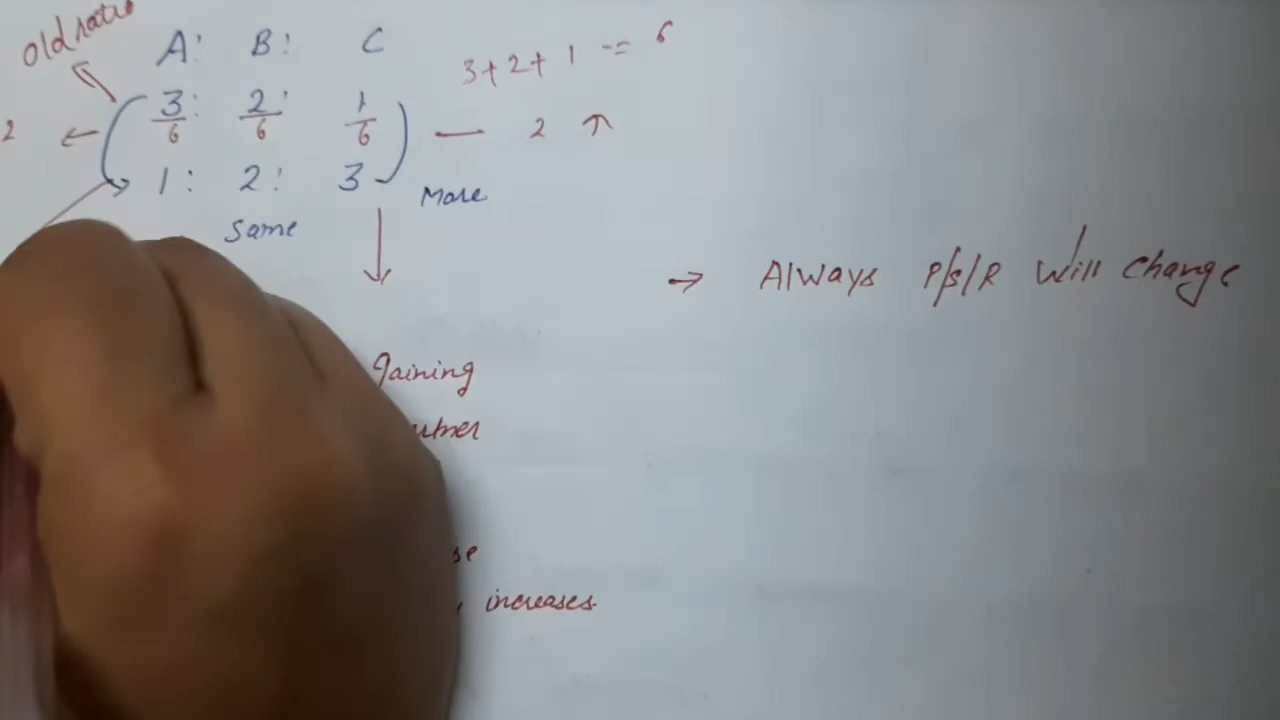 Old ratio
A: B: C
3+2+1 = 6
3/6: 2/6: 1/6
2 ← — 2 ↑
1: 2: 3
More
Same
→ Always P/S/R will change
Gaining
increases